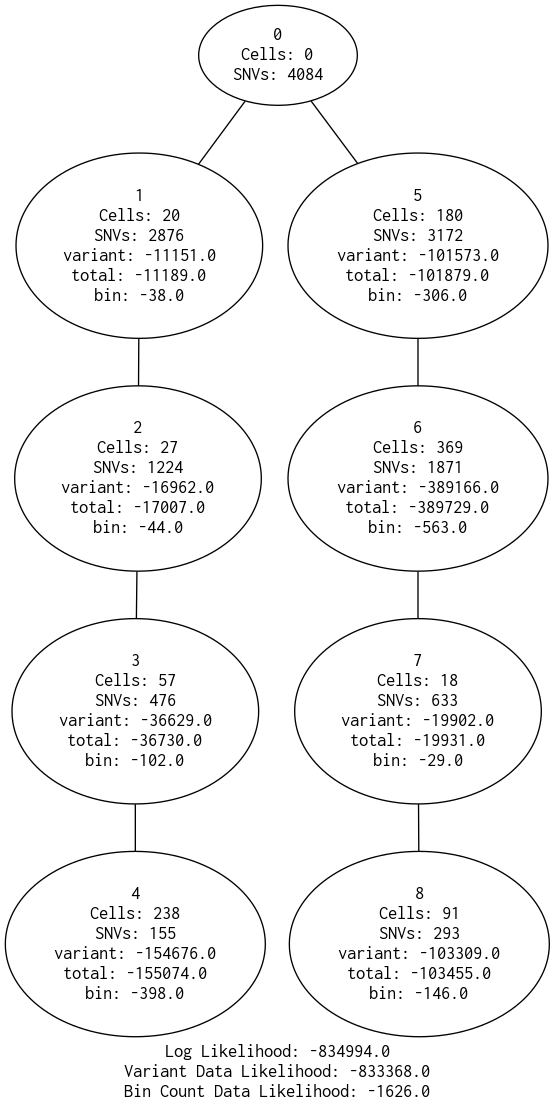 0
Cells: 0
SNVs: 4084
1
Cells: 20
SNVs: 2876
variant: -11151.0
total: -11189.0
bin: -38.0
5
Cells: 180
SNVs: 3172
variant: -101573.0
total: -101879.0
bin: -306.0
2
Cells: 27
SNVs: 1224
variant: -16962.0
total: -17007.0
bin: -44.0
6
Cells: 369
SNVs: 1871
variant: -389166.0
total: -389729.0
bin: -563.0
3
Cells: 57
SNVs: 476
variant: -36629.0
total: -36730.0
bin: -102.0
7
Cells: 18
SNVs: 633
variant: -19902.0
total: -19931.0
bin: -29.0
4
Cells: 238
SNVs: 155
variant: -154676.0
total: -155074.0
bin: -398.0
8
Cells: 91
SNVs: 293
variant: -103309.0
total: -103455.0
bin: -146.0
Log Likelihood: -834994.0
Variant Data Likelihood: -833368.0
Bin Count Data Likelihood: -1626.0